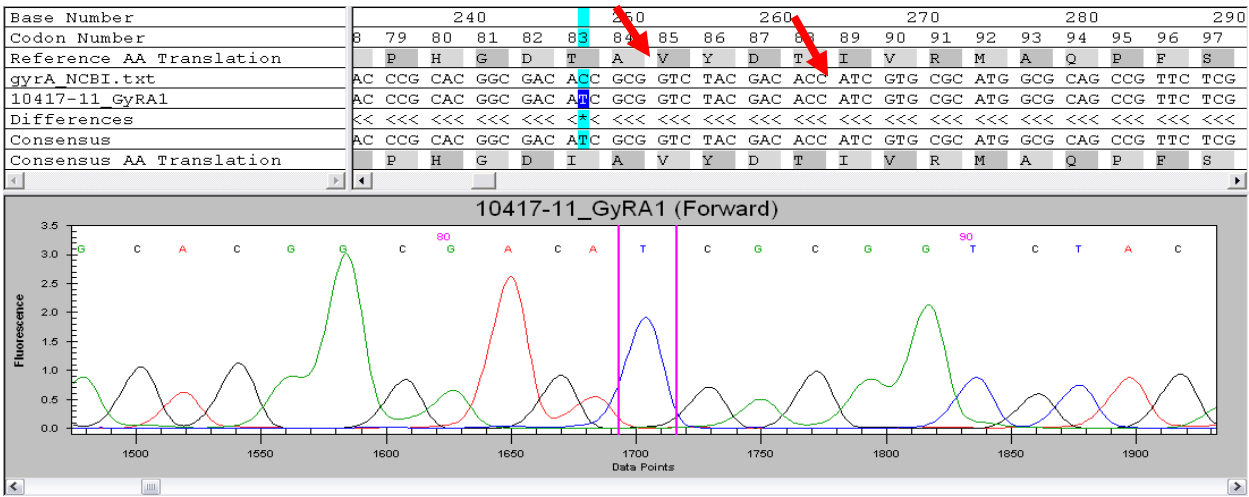 Base Number 240 250 260 270 280 290
Codon Number 8 79 80 81 82 83 84 85 86 87 88 89 90 91 92 93 94 95 96 97
Reference AA Translation P H G D T A V Y D T I V R M A Q P F S
gyrA_NCBI.txt AC CCG CAC GGC GAC ACC GCG GTC TAC GAC ACC ATC GTG CGC ATG GCG CAG CCG TTC TCG
10417-11_GyRA1 AC CCG CAC GGC GAC ATC GCG GTC TAC GAC ACC ATC GTG CGC ATG GCG CAG CCG TTC TCG
Differences << <<< <<< <<< <<< <*< <<< <<< <<< <<< <<< <<< <<< <<< <<< <<< <<< <<< <<< <<<
Consensus AC CCG CAC GGC GAC ATC GCG GTC TAC GAC ACC ATC GTG CGC ATG GCG CAG CCG TTC TCG
Consensus AA Translation P H G D I A V Y D T I V R M A Q P F S
10417-11_GyRA1 (Forward)
80 90
G C A C G G C G A C A T C G C G G T C T A C
3.5
3.0
2.5
2.0
1.5
1.0
0.5
0.0
Fluorescence
1500 1550 1600 1650 1700 1750 1800 1850 1900
Data Points